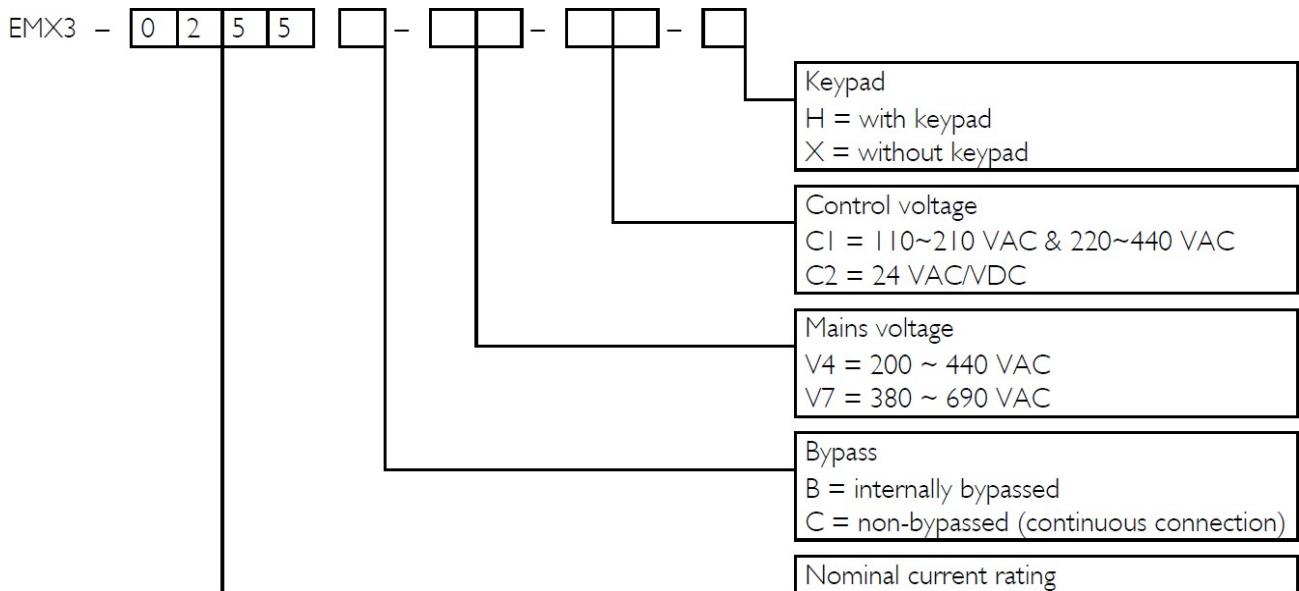 EMX3 – 0 2 5 5 – – –
Keypad
H = with keypad
X = without keypad
Control voltage
C1 = 110~210 VAC & 220~440 VAC
C2 = 24 VAC/VDC
Mains voltage
V4 = 200 ~ 440 VAC
V7 = 380 ~ 690 VAC
Bypass
B = internally bypassed
C = non-bypassed (continuous connection)
Nominal current rating